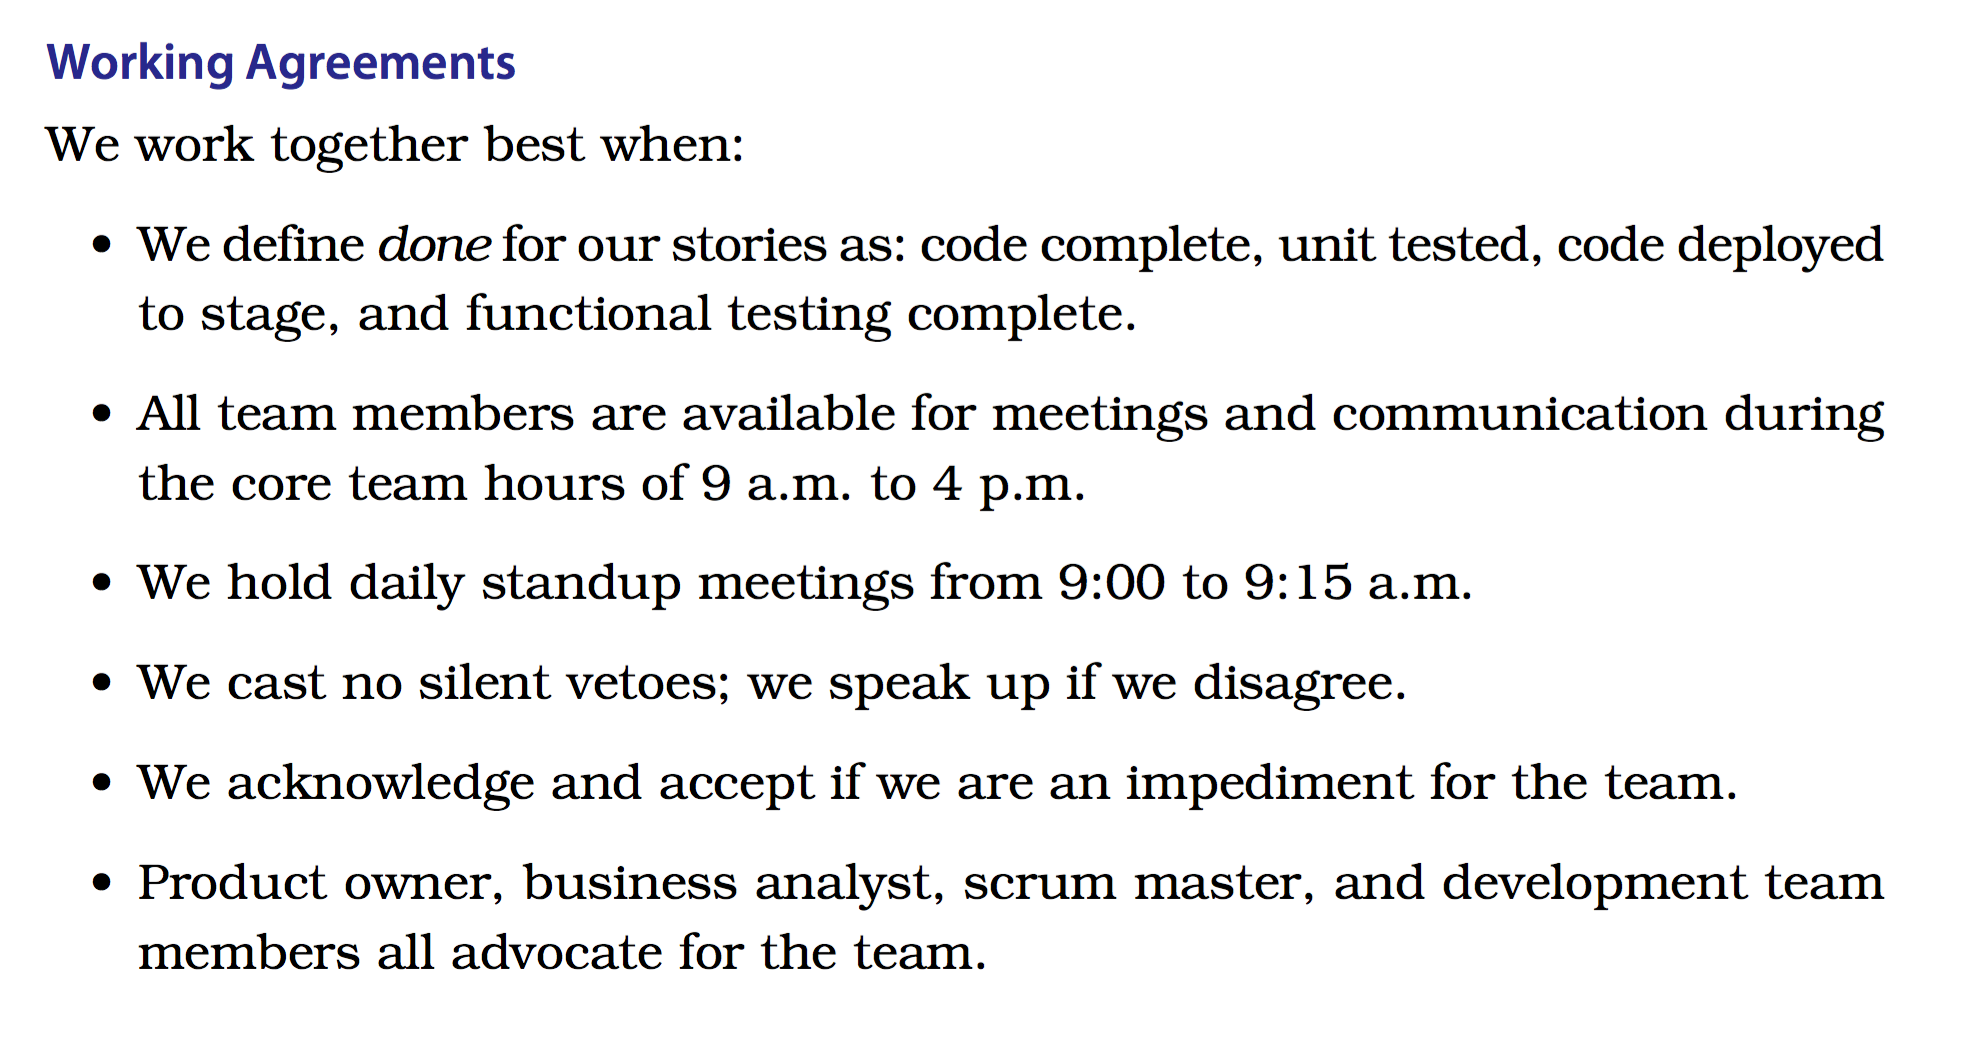 Working Agreements
We work together best when:
• We define done for our stories as: code complete, unit tested, code deployed
to stage, and functional testing complete.
• All team members are available for meetings and communication during
the core team hours of 9 a.m. to 4 p.m.
• We hold daily standup meetings from 9:00 to 9:15 a.m.
• We cast no silent vetoes; we speak up if we disagree.
• We acknowledge and accept if we are an impediment for the team.
• Product owner, business analyst, scrum master, and development team
members all advocate for the team.